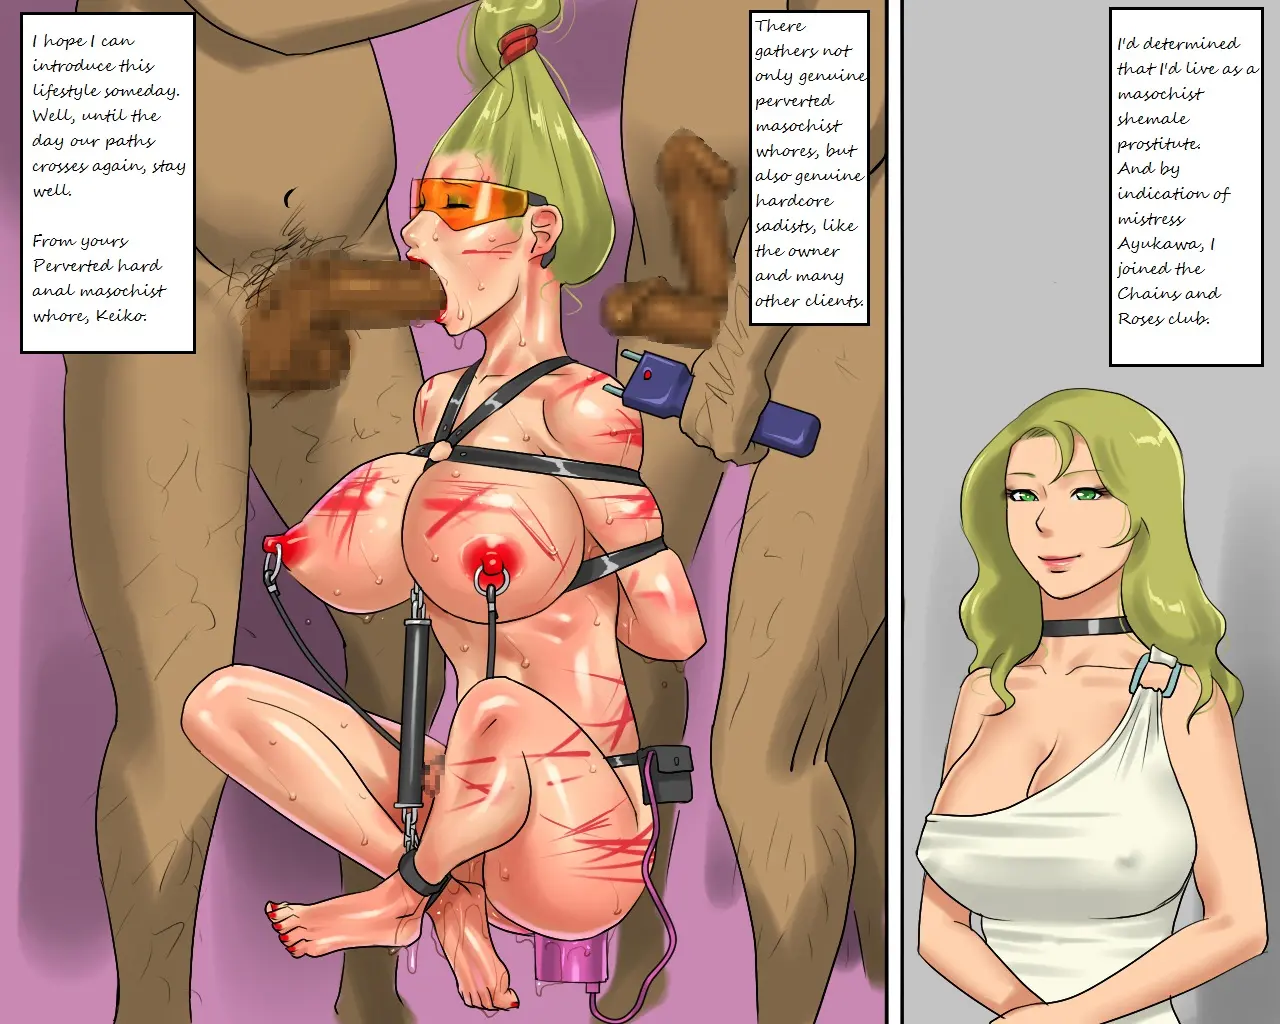 I hope I can
introduce this
lifestyle someday.
Well, until the
day our paths
crosses again, stay
well.
From yours
Perverted hard
anal masochist
whore, Keiko.
There
gathers not
only genuine
perverted
masochist
whores, but
also genuine
hardcore
sadists, like
the owner
and many
other clients.
I'd determined
that I'd live as a
masochist
shemale
prostitute.
And by
indication of
mistress
Ayukawa, I
joined the
Chains and
Roses club.